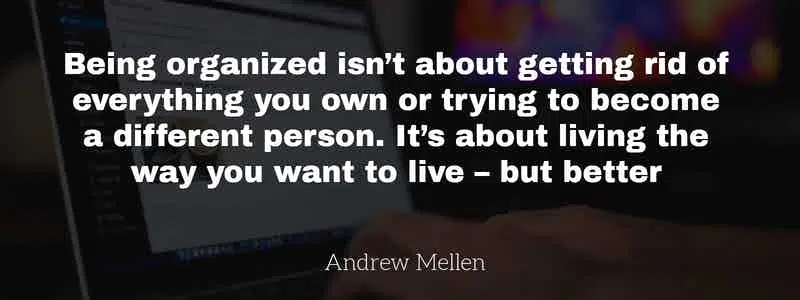 Being organized isn’t about getting rid of
everything you own or trying to become
a different person. It’s about living the
way you want to live – but better
Andrew Mellen